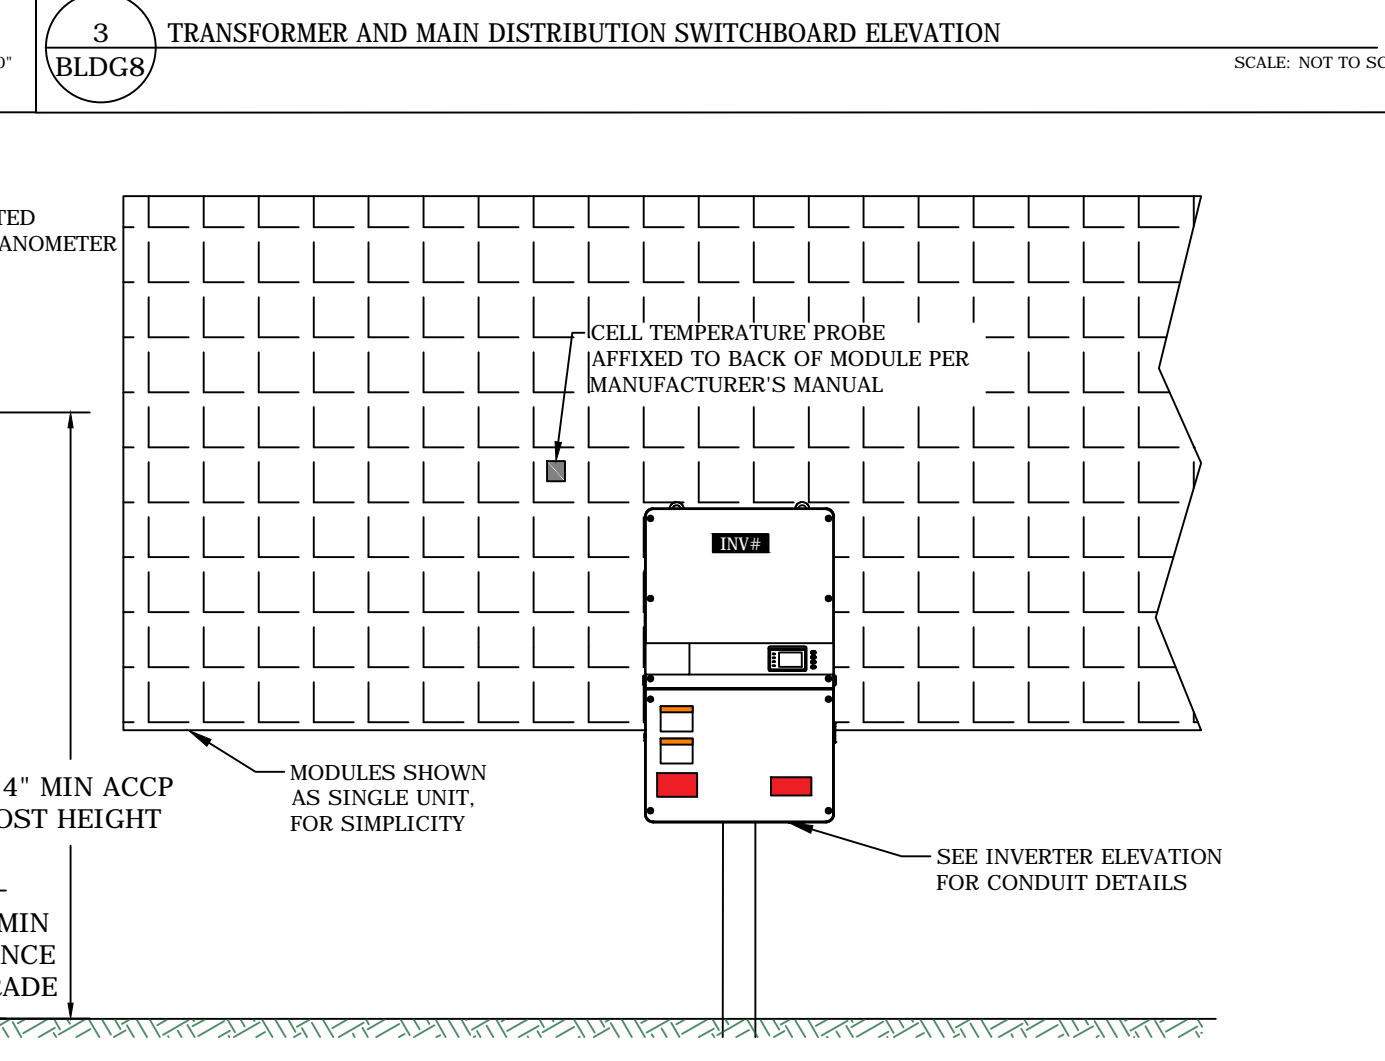 3
TRANSFORMER AND MAIN DISTRIBUTION SWITCHBOARD ELEVATION
BLDG8
SCALE: NOT TO SC
0"
TED
ANOMETER
CELL TEMPERATURE PROBE
AFFIXED TO BACK OF MODULE PER
MANUFACTURER'S MANUAL
INV#
4" MIN ACCP
OST HEIGHT
MODULES SHOWN
AS SINGLE UNIT,
FOR SIMPLICITY
SEE INVERTER ELEVATION
FOR CONDUIT DETAILS
MIN
NCE
RADE